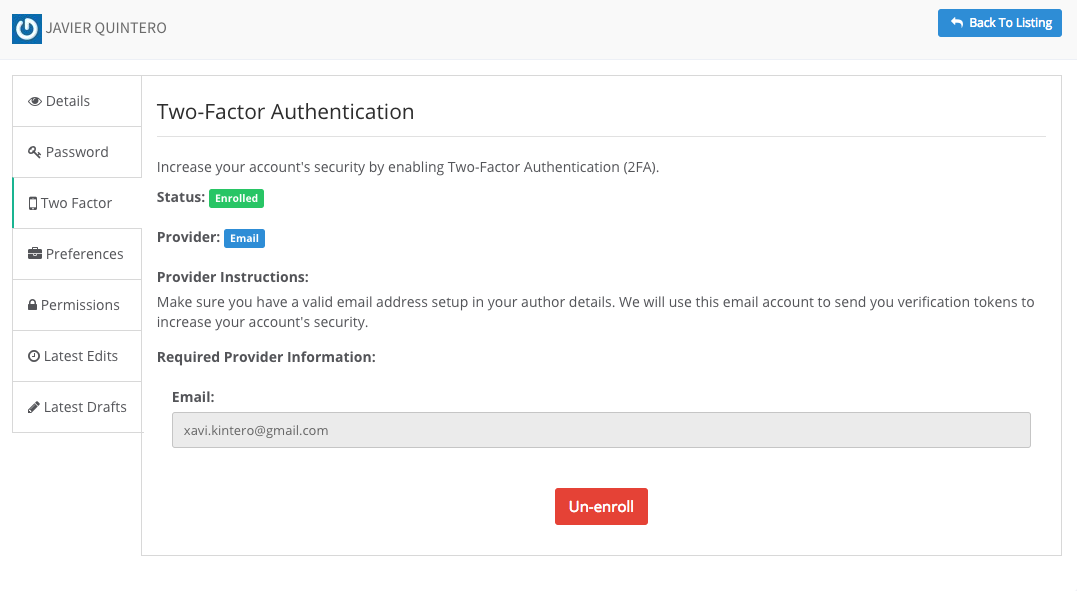 JAVIER QUINTERO
Back To Listing
Details
Password
Two Factor
Preferences
Permissions
Latest Edits
Latest Drafts
Two-Factor Authentication
Increase your account's security by enabling Two-Factor Authentication (2FA).
Status: Enrolled
Provider: Email
Provider Instructions:
Make sure you have a valid email address setup in your author details. We will use this email account to send you verification tokens to
increase your account's security.
Required Provider Information:
Email:
xavi.kintero@gmail.com
Un-enroll